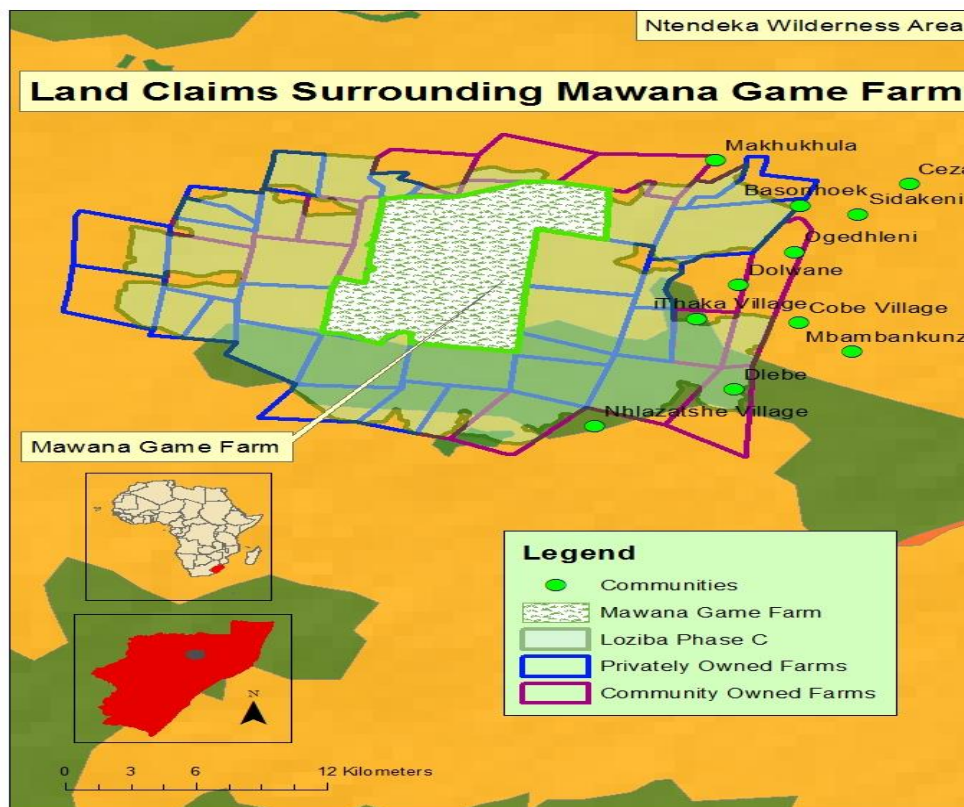 Ntendeka Wilderness Area
Land Claims Surrounding Mawana Game Farm
Makhukhula
Ceza
Basonhoek
Sidakeni
Ogedhleni
Dolwane
iThaka Village
Cobe Village
Mbambankunz
Dlebe
Nhlazatshe Village
Mawana Game Farm
Legend
Communities
Mawana Game Farm
Loziba Phase C
Privately Owned Farms
Community Owned Farms
N
0 3 6 12 Kilometers